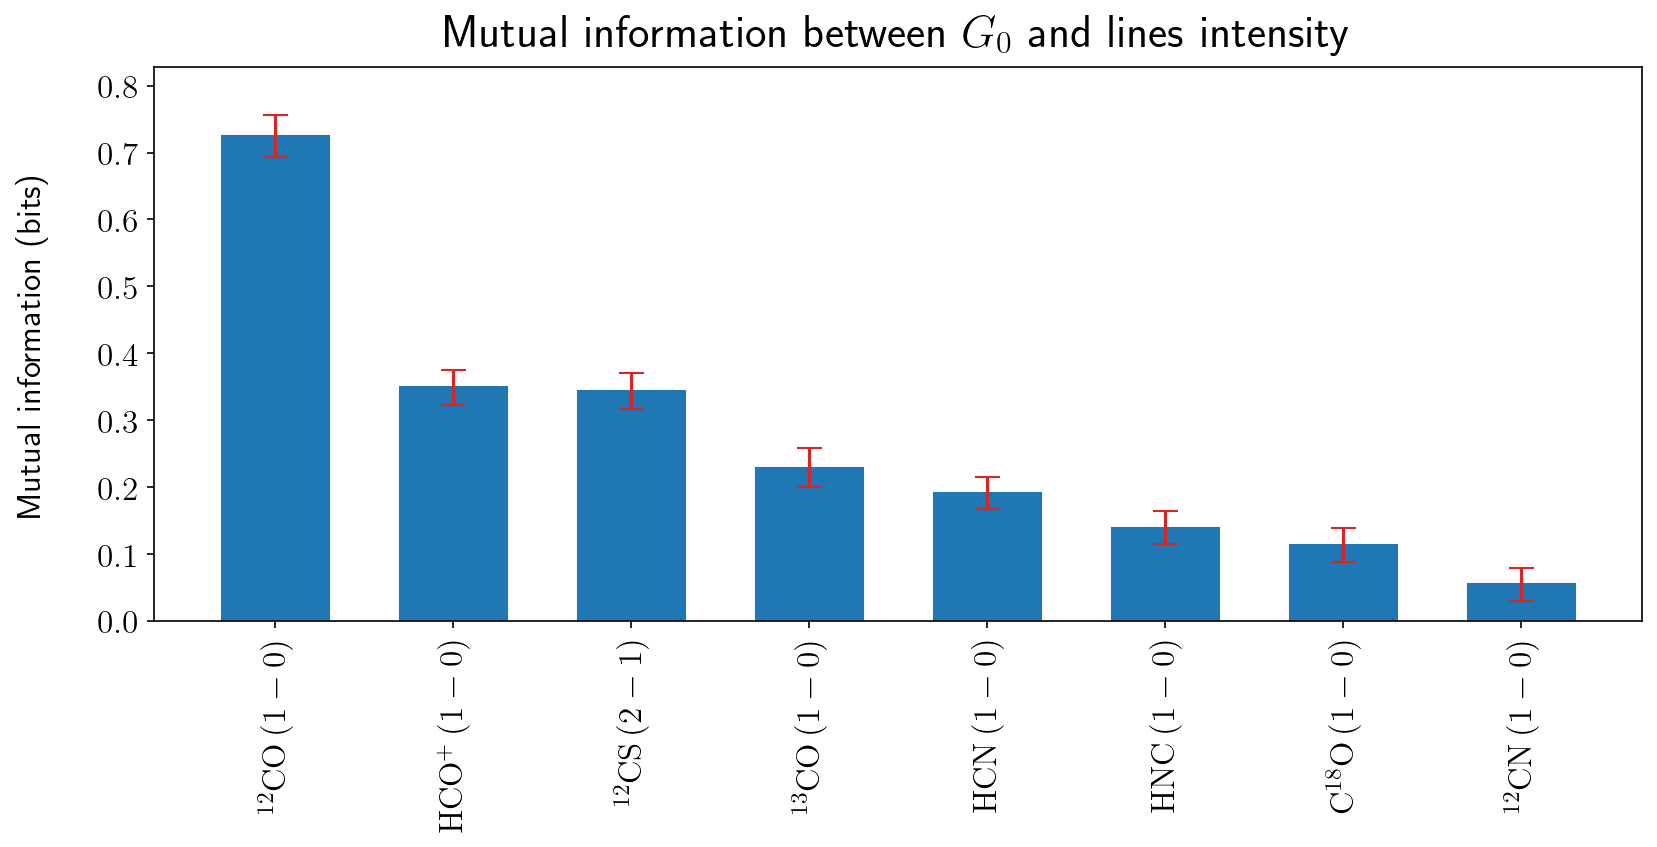 Mutual information between G₀ and lines intensity
Mutual information (bits)
0.8
0.7
0.6
0.5
0.4
0.3
0.2
0.1
0.0
¹²CO (1 − 0)
HCO⁺ (1 − 0)
¹²CS (2 − 1)
¹³CO (1 − 0)
HCN (1 − 0)
HNC (1 − 0)
C¹⁸O (1 − 0)
¹²CN (1 − 0)